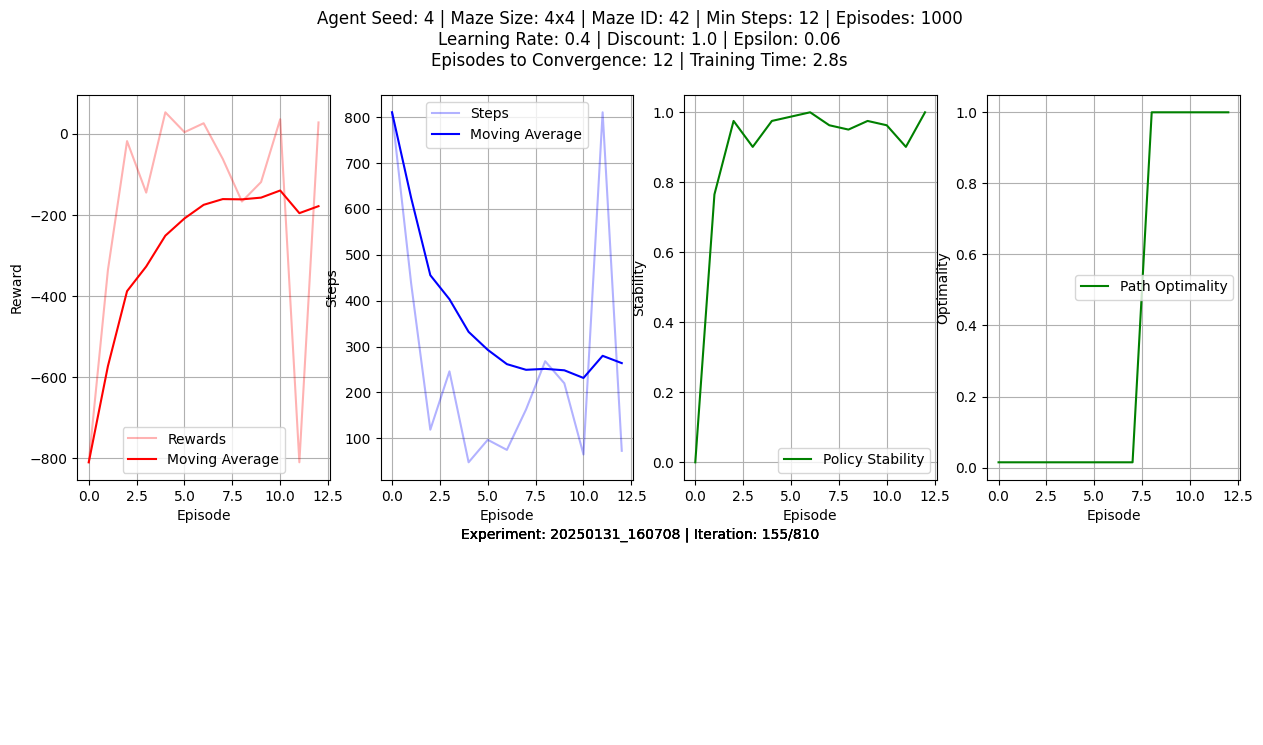 Agent Seed: 4 | Maze Size: 4x4 | Maze ID: 42 | Min Steps: 12 | Episodes: 1000
Learning Rate: 0.4 | Discount: 1.0 | Epsilon: 0.06
Episodes to Convergence: 12 | Training Time: 2.8s
Reward
0
−200
−400
−600
−800
Rewards
Moving Average
0.0 2.5 5.0 7.5 10.0 12.5
Episode
Steps
800
700
600
500
400
300
200
100
Steps
Moving Average
0.0 2.5 5.0 7.5 10.0 12.5
Episode
Stability
1.0
0.8
0.6
0.4
0.2
0.0
Policy Stability
0.0 2.5 5.0 7.5 10.0 12.5
Episode
Optimality
1.0
0.8
0.6
0.4
0.2
0.0
Path Optimality
0.0 2.5 5.0 7.5 10.0 12.5
Episode
Experiment: 20250131_160708 | Iteration: 155/810